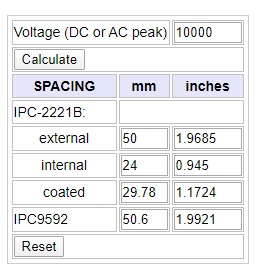 Voltage (DC or AC peak) 10000
Calculate
SPACING mm inches
IPC-2221B:
external 50 1.9685
internal 24 0.945
coated 29.78 1.1724
IPC9592 50.6 1.9921
Reset